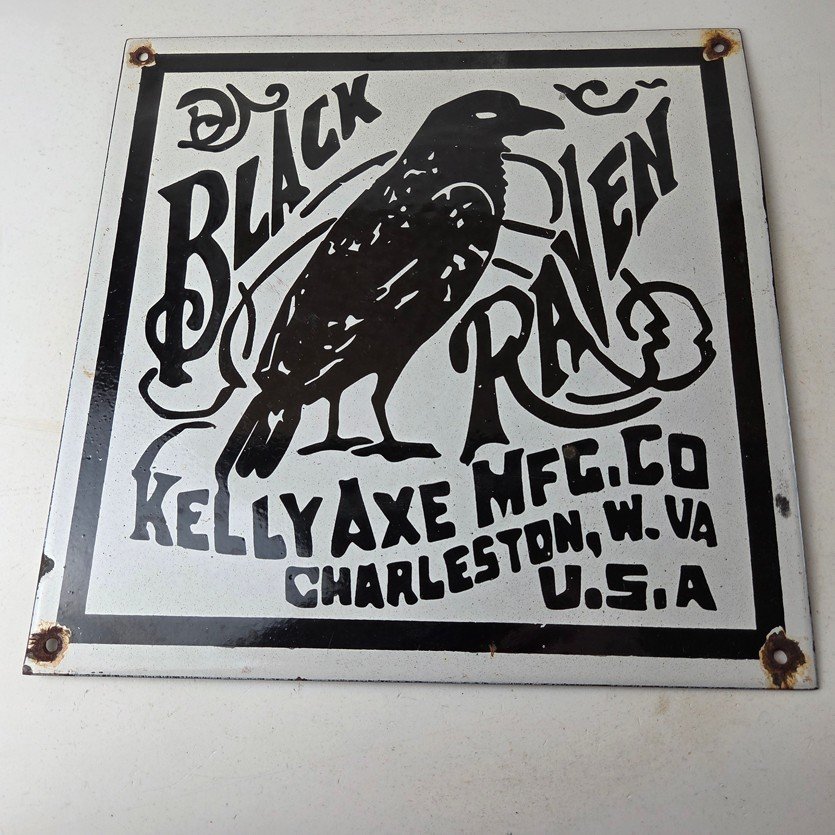 BLACK
RAVEN
KELLY AXE MFG. CO
CHARLESTON, W. VA
U.S.A